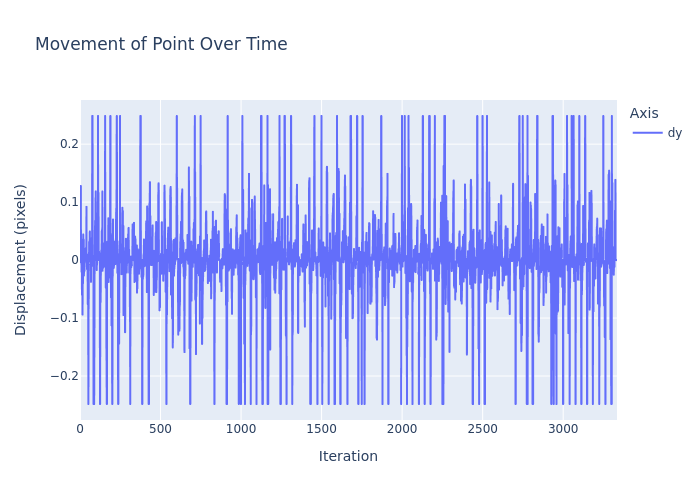 Movement of Point Over Time
Axis
dy
0.2
0.1
0
−0.1
−0.2
Displacement (pixels)
0
500
1000
1500
2000
2500
3000
Iteration